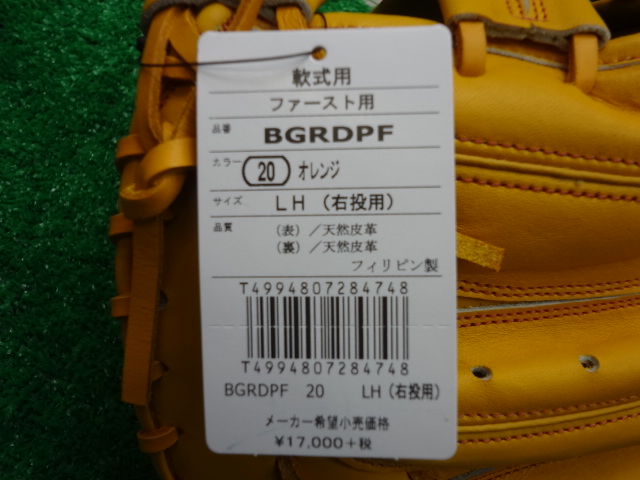 軟式用
ファースト用
品番 BGRDPF
カラー 20 オレンジ
サイズ LH（右投用）
品質 （表）／天然皮革
（裏）／天然皮革
フィリピン製
T4994807284748
T4994807284748
BGRDPF 20 LH（右投用）
メーカー希望小売価格
¥17,000＋税